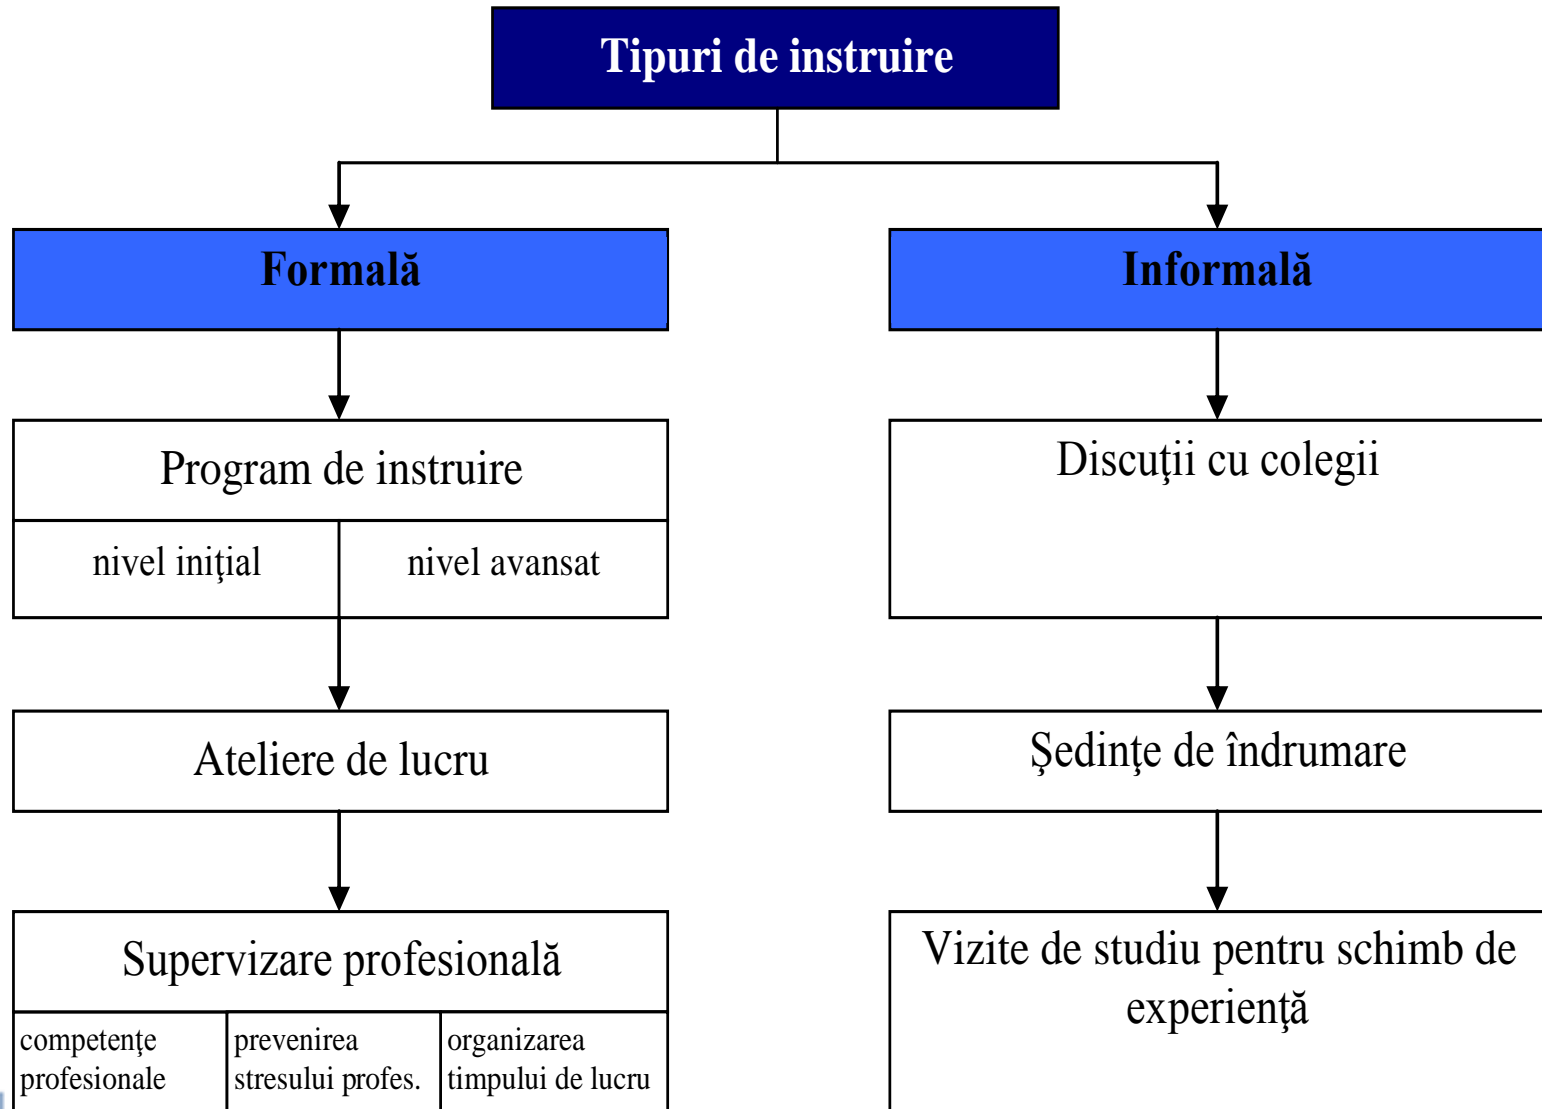 Tipuri de instruire
Formală
Informală
Program de instruire
nivel iniţial
nivel avansat
Discuţii cu colegii
Ateliere de lucru
Şedinţe de îndrumare
Supervizare profesională
competenţe
profesionale
prevenirea
stresului profes.
organizarea
timpului de lucru
Vizite de studiu pentru schimb de
experienţă